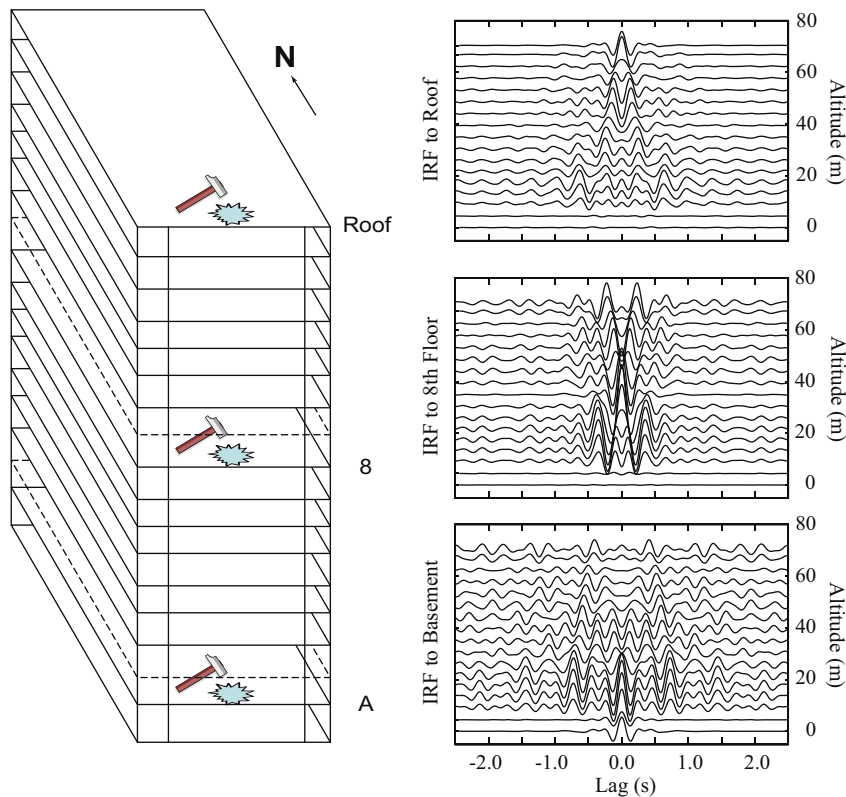 N
Roof
8
A
IRF to Roof
80
60
40
20
0
Altitude (m)
IRF to 8th Floor
80
60
40
20
0
Altitude (m)
IRF to Basement
80
60
40
20
0
Altitude (m)
-2.0 -1.0 0.0 1.0 2.0
Lag (s)